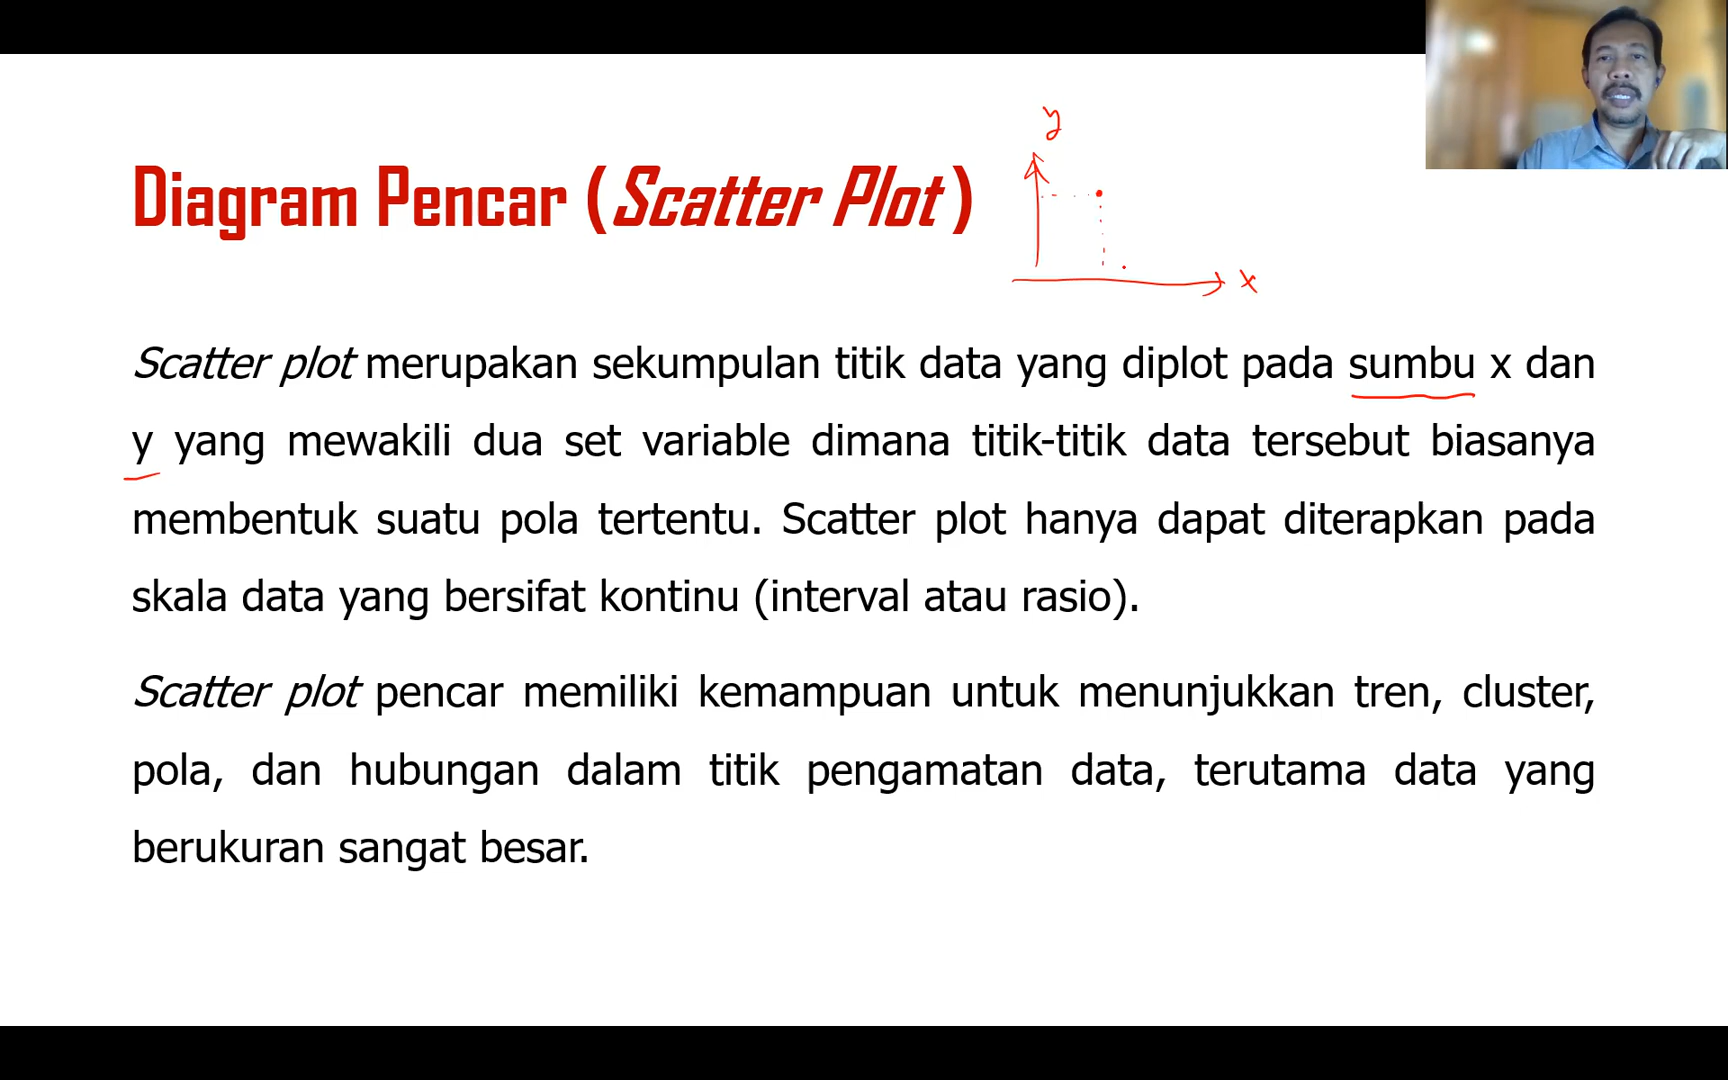 y
Diagram Pencar (Scatter Plot)
x
Scatter plot merupakan sekumpulan titik data yang diplot pada sumbu x dan
y yang mewakili dua set variable dimana titik-titik data tersebut biasanya
membentuk suatu pola tertentu. Scatter plot hanya dapat diterapkan pada
skala data yang bersifat kontinu (interval atau rasio).
Scatter plot pencar memiliki kemampuan untuk menunjukkan tren, cluster,
pola, dan hubungan dalam titik pengamatan data, terutama data yang
berukuran sangat besar.